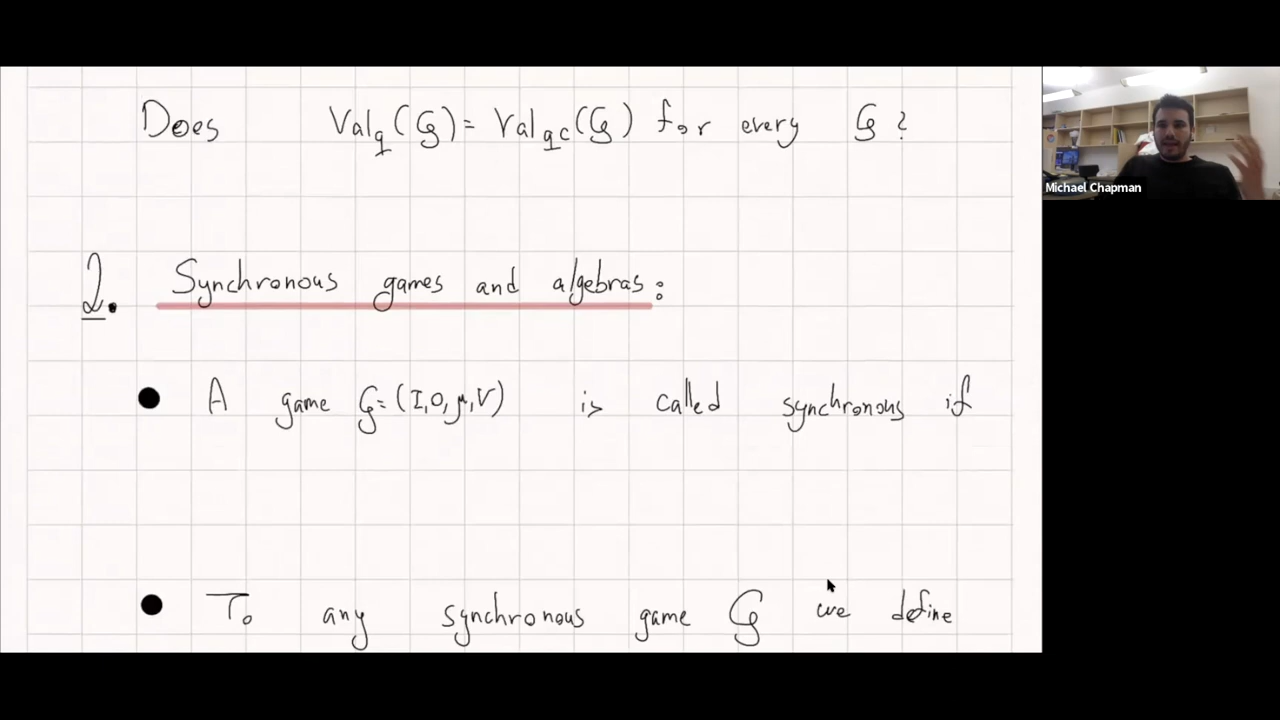 Does Val_q(G) = Val_qc(G) for every G ?
Michael Chapman
2. Synchronous games and algebras :
● A game G = (I, O, μ, V) is called synchronous if
● To any synchronous game G we define